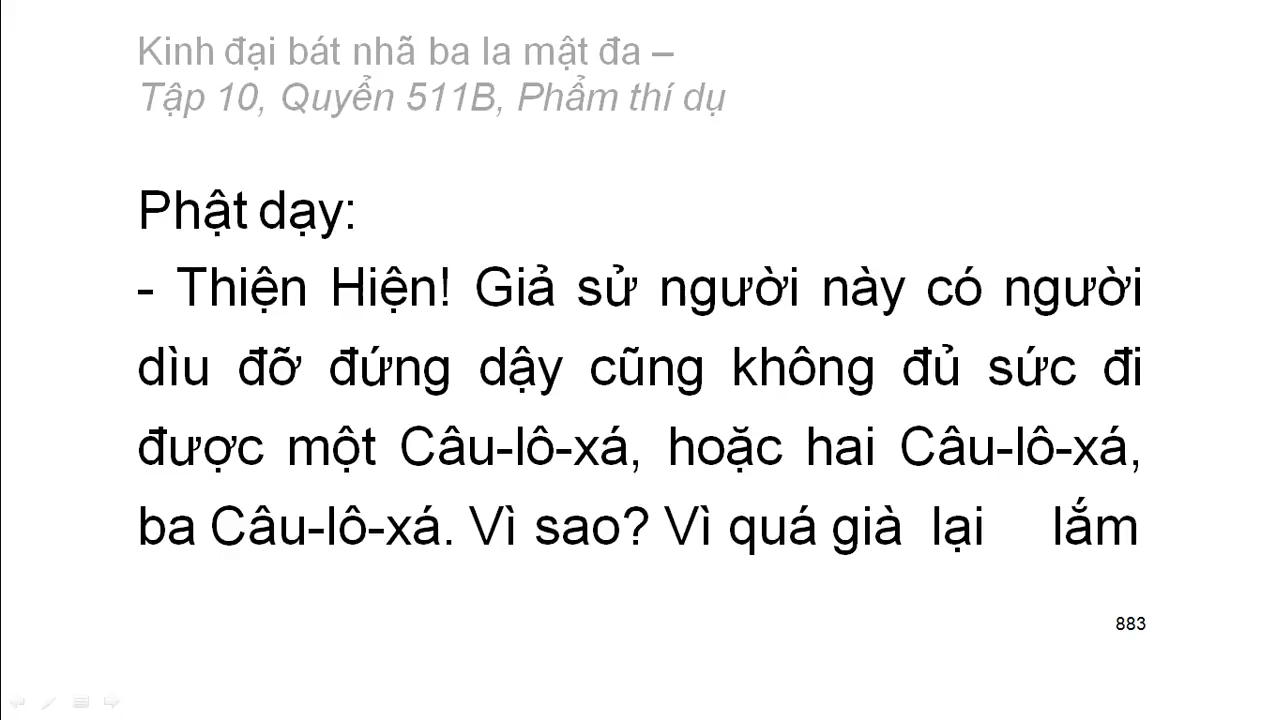 Kinh đại bát nhã ba la mật đa –
Tập 10, Quyển 511B, Phẩm thí dụ
Phật dạy:
- Thiện Hiện! Giả sử người này có người
dìu đỡ đứng dậy cũng không đủ sức đi
được một Câu-lô-xá, hoặc hai Câu-lô-xá,
ba Câu-lô-xá. Vì sao? Vì quá già lại lắm
883